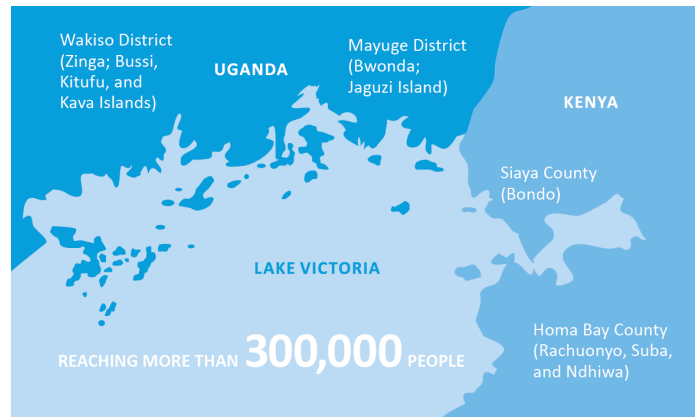 Wakiso District
(Zinga; Bussi,
Kitufu, and
Kava Islands)
UGANDA
Mayuge District
(Bwonda;
Jaguzi Island)
KENYA
Siaya County
(Bondo)
LAKE VICTORIA
Homa Bay County
(Rachuonyo, Suba,
and Ndhiwa)
REACHING MORE THAN 300,000 PEOPLE